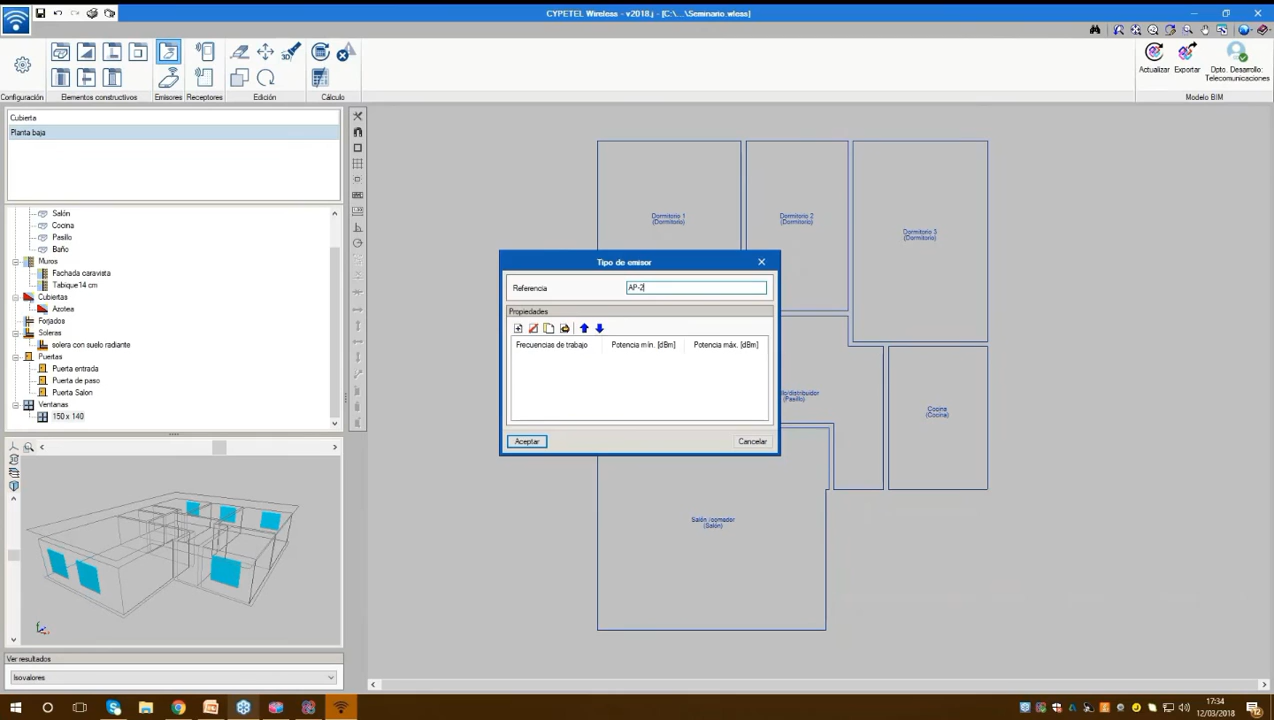 CYPETEL Wireless - v2018.j - [C:\...\Seminario.wless]
Configuración
Elementos constructivos
Emisores
Receptores
Edición
Cálculo
Actualizar
Exportar
Dpto. Desarrollo:
Telecomunicaciones
Modelo BIM
Cubierta
Planta baja
Salón
Cocina
Pasillo
Baño
Muros
Fachada caravista
Tabique14 cm
Cubiertas
Azotea
Forjados
Soleras
solera con suelo radiante
Puertas
Puerta entrada
Puerta de paso
Puerta Salon
Ventanas
150 x 140
Ver resultados
Isovalores
Dormitorio 1
(Dormitorio)
Dormitorio 2
(Dormitorio)
Dormitorio 3
(Dormitorio)
Tipo de emisor
Referencia
AP-2
Propiedades
Frecuencias de trabajo
Potencia mín. [dBm]
Potencia máx. [dBm]
Aceptar
Cancelar
llo/distribuidor
(Pasillo)
Cocina
(Cocina)
Salón /comedor
(Salón)
17:34
12/03/2018